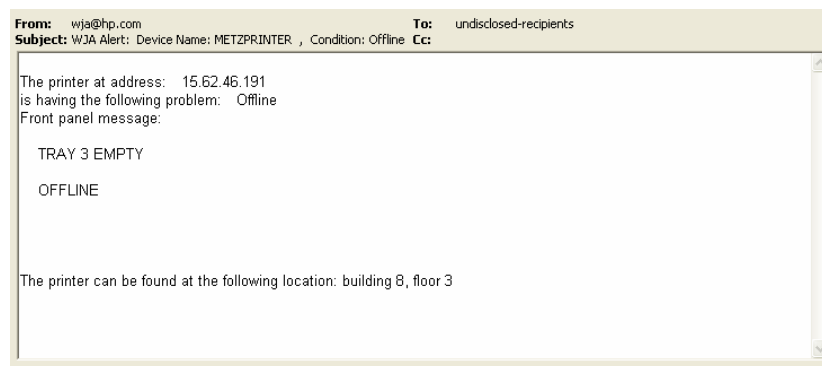 From: wja@hp.com To: undisclosed-recipients
Subject: WJA Alert: Device Name: METZPRINTER , Condition: Offline Cc:
The printer at address: 15.62.46.191
is having the following problem: Offline
Front panel message:
TRAY 3 EMPTY
OFFLINE
The printer can be found at the following location: building 8, floor 3